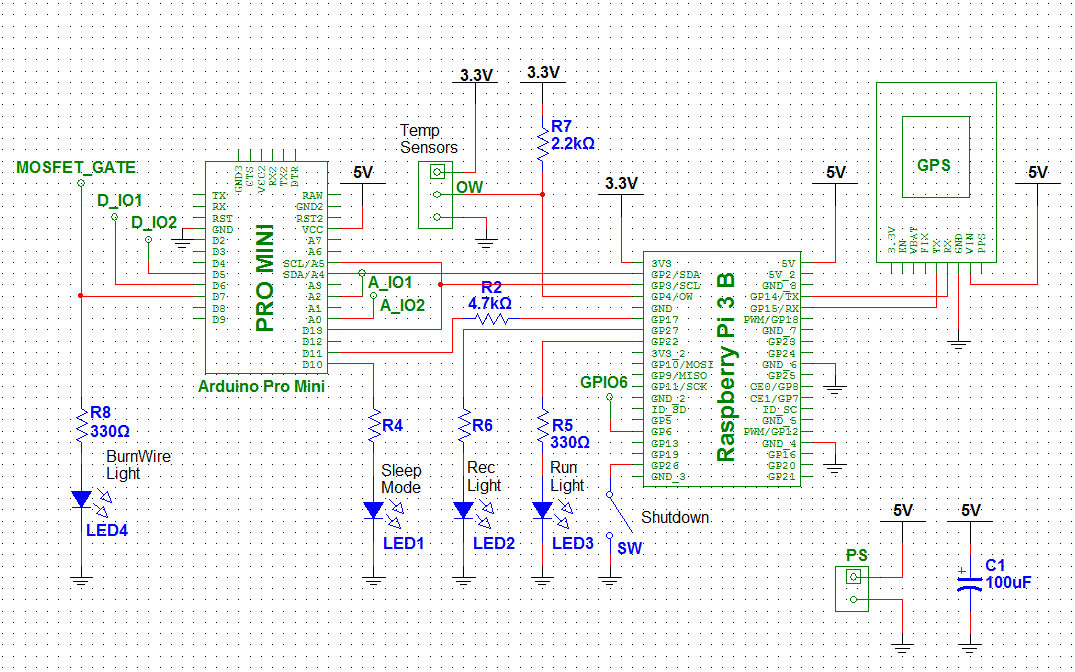 3.3V
3.3V
Temp
Sensors
R7
2.2kΩ
OW
MOSFET_GATE
D_IO1
D_IO2
GND3
CTS
VCC2
RX2
TX2
DTR
TX
RX
RST
GND
D2
D3
D4
D5
D6
D7
D8
D9
PRO MINI
RAW
GND2
RST2
VCC
A7
A6
SCL/A5
SDA/A4
A3
A2
A1
A0
D13
D12
D11
D10
Arduino Pro Mini
5V
A_IO1
A_IO2
R2
4.7kΩ
3.3V
5V
3V3
GP2/SDA
GP3/SCL
GP4/OW
GND
GP17
GP27
GP22
3V3_2
GP10/MOSI
GP9/MISO
GP11/SCK
GND_2
ID_SD
GP5
GP6
GP13
GP19
GP26
GND_3
Raspberry Pi 3 B
5V
5V_2
GND_8
GP14/TX
GP15/RX
PWM/GP18
GND_7
GP23
GP24
GND_6
GP25
CE0/GP8
CE1/GP7
ID_SC
GND_5
PWM/GP12
GND_4
GP16
GP20
GP21
GPS
3.3V
EN
VBAT
FIX
TX
RX
GND
VIN
PPS
5V
GPIO6
R8
330Ω
BurnWire
Light
LED4
R4
Sleep
Mode
LED1
R6
Rec
Light
LED2
R5
330Ω
Run
Light
LED3
Shutdown
SW
5V
PS
5V
+
C1
100uF